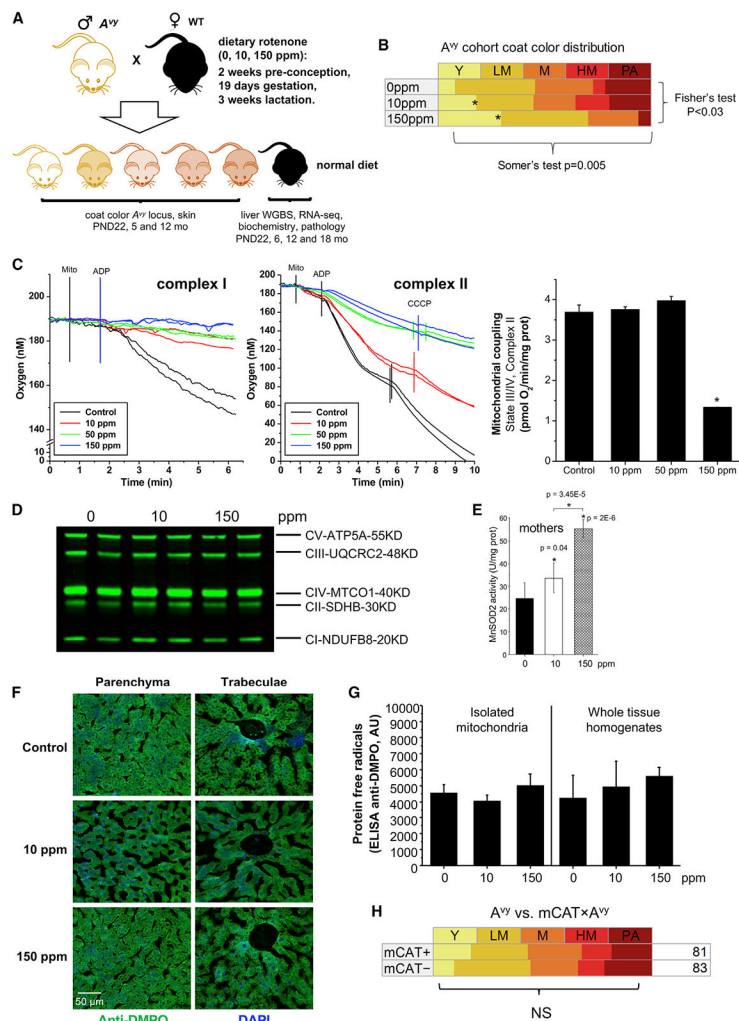 A
♂ Aᵛʸ
♀ WT
X
dietary rotenone
(0, 10, 150 ppm):
2 weeks pre-conception,
19 days gestation,
3 weeks lactation.
normal diet
coat color Aᵛʸ locus, skin
PND22, 5 and 12 mo
liver WGBS, RNA-seq,
biochemistry, pathology
PND22, 6, 12 and 18 mo
B
Aᵛʸ cohort coat color distribution
Y LM M HM PA
0ppm
10ppm *
150ppm *
Fisher's test
P<0.03
Somer's test p=0.005
C
complex I
Mito ADP
Oxygen (nM)
200
190
180
160
140
10
0
0 1 2 3 4 5 6
Time (min)
Control
10 ppm
50 ppm
150 ppm
complex II
Mito ADP
CCCP
Oxygen (nM)
190
170
150
130
110
90
70
50
30
10
0
0 1 2 3 4 5 6 7 8 9 10
Time (min)
Control
10 ppm
50 ppm
150 ppm
Mitochondrial coupling
State III/IV, Complex II
(pmol O₂/min/mg prot)
4
3
2
1
0
*
Control 10 ppm 50 ppm 150 ppm
D
0 10 150 ppm
CV-ATP5A-55KD
CIII-UQCRC2-48KD
CIV-MTCO1-40KD
CII-SDHB-30KD
CI-NDUFB8-20KD
E
p = 3.45E-5
*
mothers
* p = 2E-6
p = 0.04
*
MnSOD2 activity (U/mg prot)
60
50
40
30
20
10
0
0 10 150 ppm
F
Parenchyma Trabeculae
Control
10 ppm
150 ppm
50 µm
Anti-DMPO DAPI
G
Isolated
mitochondria
Whole tissue
homogenates
Protein free radicals
(ELISA anti-DMPO, AU)
10000
9000
8000
7000
6000
5000
4000
3000
2000
1000
0
0 10 150 0 10 150 ppm
H
Aᵛʸ vs. mCAT×Aᵛʸ
Y LM M HM PA
mCAT+ 81
mCAT− 83
NS